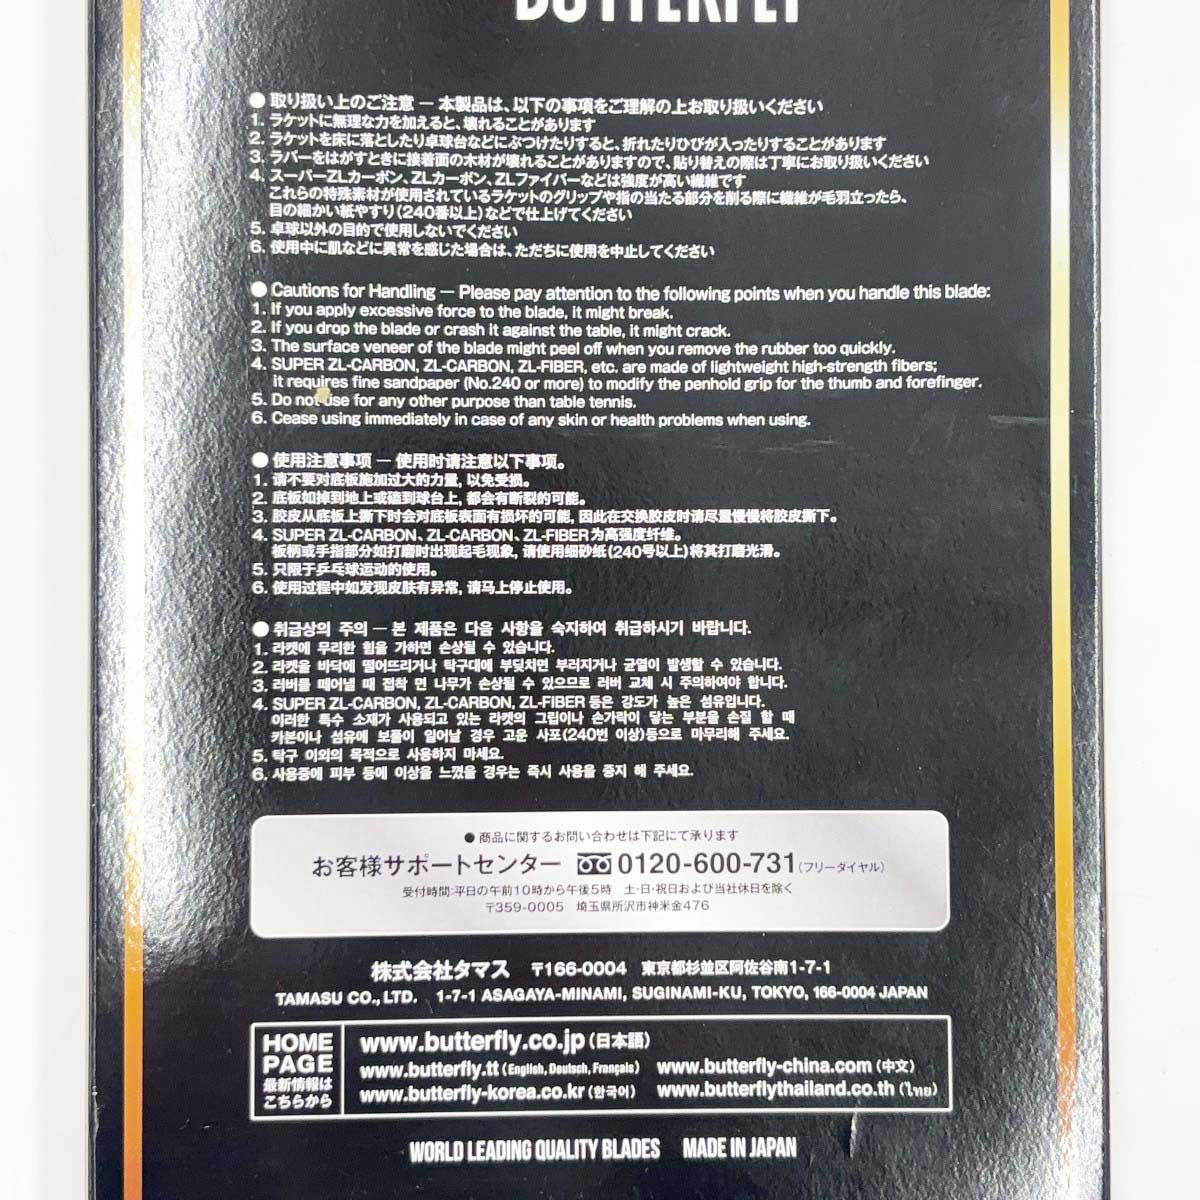 BUTTERFLY
● 取り扱い上のご注意 ー 本製品は、以下の事項をご理解の上お取り扱いください
1. ラケットに無理な力を加えると、壊れることがあります
2. ラケットを床に落としたり卓球台などにぶつけたりすると、折れたりひびが入ったりすることがあります
3. ラバーをはがすときに接着面の木材が壊れることがありますので、貼り替えの際は丁寧にお取り扱いください
4. スーパーZLカーボン、ZLカーボン、ZLファイバーなどは強度が高い繊維です
これらの特殊素材が使用されているラケットのグリップや指の当たる部分を削る際に繊維が毛羽立ったら、
目の細かい紙やすり（240番以上）などで仕上げてください
5. 卓球以外の目的で使用しないでください
6. 使用中に肌などに異常を感じた場合は、ただちに使用を中止してください
● Cautions for Handling — Please pay attention to the following points when you handle this blade:
1. If you apply excessive force to the blade, it might break.
2. If you drop the blade or crash it against the table, it might crack.
3. The surface veneer of the blade might peel off when you remove the rubber too quickly.
4. SUPER ZL-CARBON, ZL-CARBON, ZL-FIBER, etc. are made of lightweight high-strength fibers;
it requires fine sandpaper (No.240 or more) to modify the penhold grip for the thumb and forefinger.
5. Do not use for any other purpose than table tennis.
6. Cease using immediately in case of any skin or health problems when using.
● 使用注意事项 — 使用时请注意以下事项。
1. 请不要对底板施加过大的力量，以免受损。
2. 底板如掉到地上或磕到球台上，都会有断裂的可能。
3. 胶皮从底板上撕下时会对底板表面有损坏的可能，因此在交换胶皮时请尽量慢慢将胶皮撕下。
4. SUPER ZL-CARBON、ZL-CARBON、ZL-FIBER为高强度纤维。
板柄或手指部分如打磨时出现起毛现象，请使用细砂纸（240号以上）将其打磨光滑。
5. 只限于乒乓球运动的使用。
6. 使用过程中如发现皮肤有异常，请马上停止使用。
● 취급상의 주의 — 본 제품은 다음 사항을 숙지하여 취급하시기 바랍니다.
1. 라켓에 무리한 힘을 가하면 손상될 수 있습니다.
2. 라켓을 바닥에 떨어뜨리거나 탁구대에 부딪치면 부러지거나 균열이 발생할 수 있습니다.
3. 러버를 떼어낼 때 접착 면 나무가 손상될 수 있으므로 러버 교체 시 주의하여야 합니다.
4. SUPER ZL-CARBON, ZL-CARBON, ZL-FIBER 등은 강도가 높은 섬유입니다.
이러한 특수 소재가 사용되고 있는 라켓의 그립이나 손가락이 닿는 부분을 손질 할 때
카본이나 섬유에 보풀이 일어날 경우 고운 사포(240번 이상)등으로 마무리해 주세요.
5. 탁구 이외의 목적으로 사용하지 마세요.
6. 사용중에 피부 등에 이상을 느꼈을 경우는 즉시 사용을 중지 해 주세요.
● 商品に関するお問い合わせは下記にて承ります
お客様サポートセンター 0120-600-731（フリーダイヤル）
受付時間：平日の午前10時から午後5時 土・日・祝日および当社休日を除く
〒359-0005 埼玉県所沢市神米金476
株式会社タマス 〒166-0004 東京都杉並区阿佐谷南1-7-1
TAMASU CO., LTD. 1-7-1 ASAGAYA-MINAMI, SUGINAMI-KU, TOKYO, 166-0004 JAPAN
HOME PAGE
最新情報は
こちらから
www.butterfly.co.jp（日本語）
www.butterfly.tt (English, Deutsch, Français) www.butterfly-china.com（中文）
www.butterfly-korea.co.kr（한국어） www.butterflythailand.co.th（ไทย）
WORLD LEADING QUALITY BLADES MADE IN JAPAN